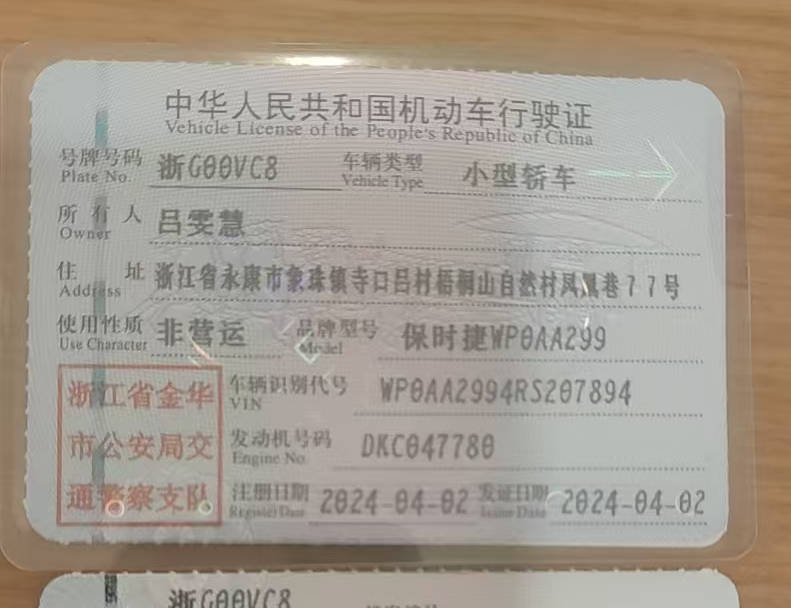 中华人民共和国机动车行驶证
Vehicle License of the People's Republic of China
号牌号码 浙G00VC8 车辆类型 小型轿车
Plate No. Vehicle Type
所有人 吕雯慧
Owner
住址 浙江省永康市象珠镇寺口吕村梧桐山自然村凤凰巷77号
Address
使用性质 非营运 品牌型号 保时捷WP0AA299
Use Character Model
浙江省金华 车辆识别代号 WP0AA2994RS207894
VIN
市公安局交 发动机号码 DKC047780
Engine No.
通警察支队 注册日期 2024-04-02 发证日期 2024-04-02
Register Date Issue Date
浙G00VC8